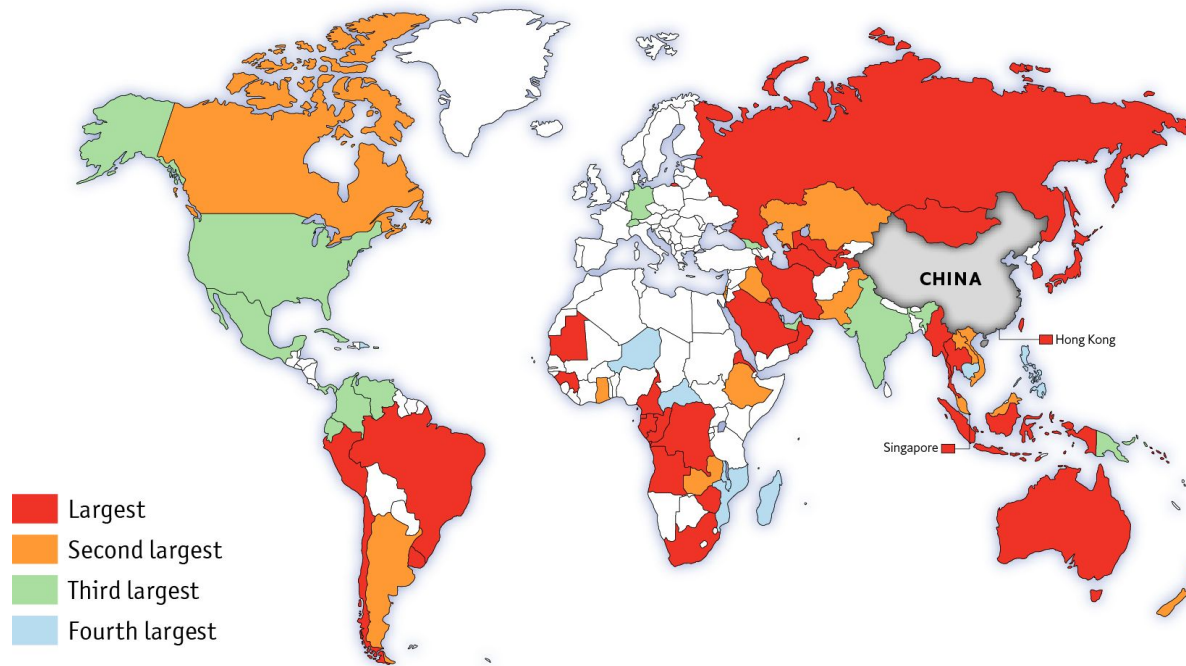 CHINA
Hong Kong
Singapore
Largest
Second largest
Third largest
Fourth largest